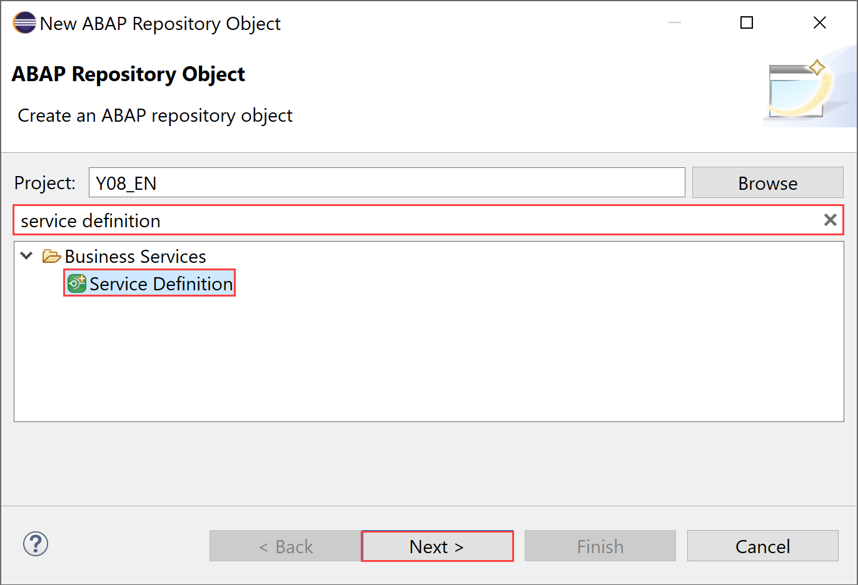 New ABAP Repository Object
ABAP Repository Object
Create an ABAP repository object
Project: Y08_EN Browse
service definition
Business Services
Service Definition
? < Back Next > Finish Cancel